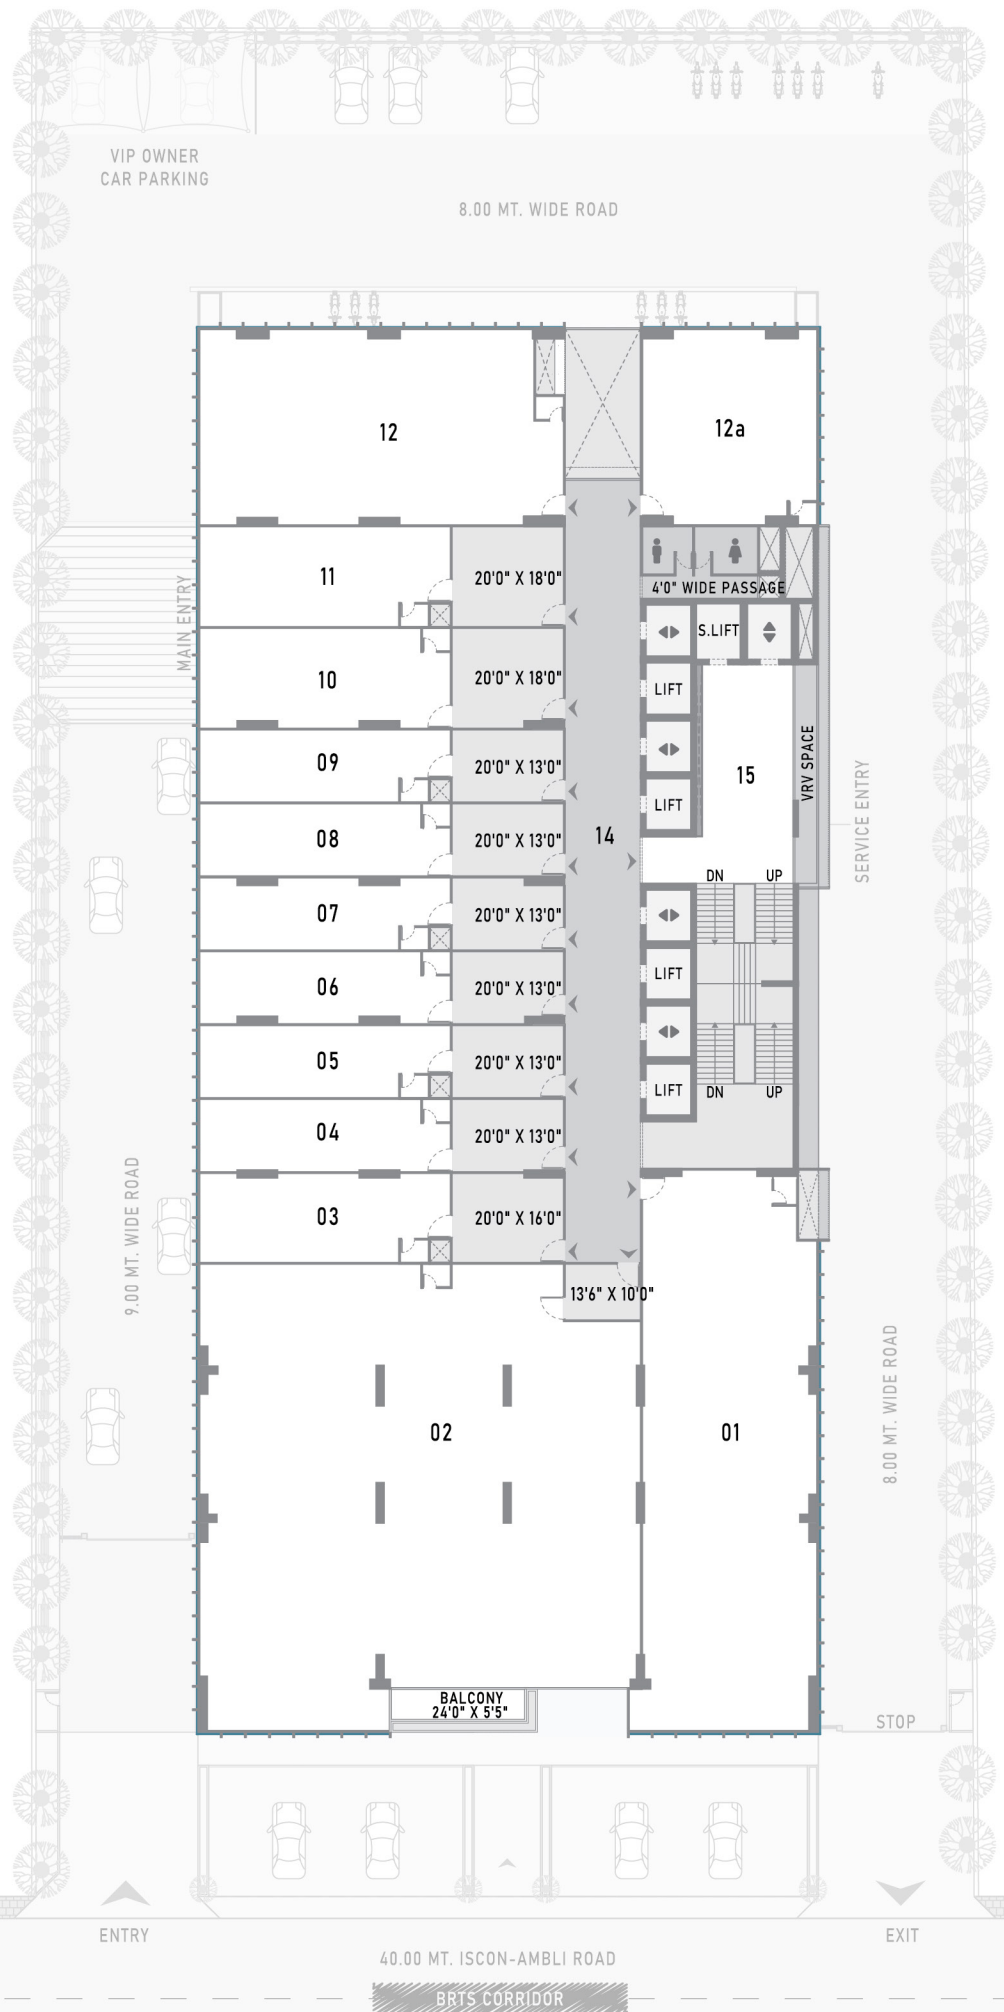 VIP OWNER
CAR PARKING
8.00 MT. WIDE ROAD
12
12a
11
20'0" X 18'0"
4'0" WIDE PASSAGE
MAIN ENTRY
S.LIFT
10
20'0" X 18'0"
LIFT
09
20'0" X 13'0"
15
VRV SPACE
LIFT
SERVICE ENTRY
08
20'0" X 13'0"
14
DN
UP
07
20'0" X 13'0"
06
20'0" X 13'0"
LIFT
05
20'0" X 13'0"
LIFT
DN
UP
04
20'0" X 13'0"
03
20'0" X 16'0"
9.00 MT. WIDE ROAD
13'6" X 10'0"
02
01
8.00 MT. WIDE ROAD
BALCONY
24'0" X 5'5"
STOP
ENTRY
EXIT
40.00 MT. ISCON-AMBLI ROAD
BRTS CORRIDOR